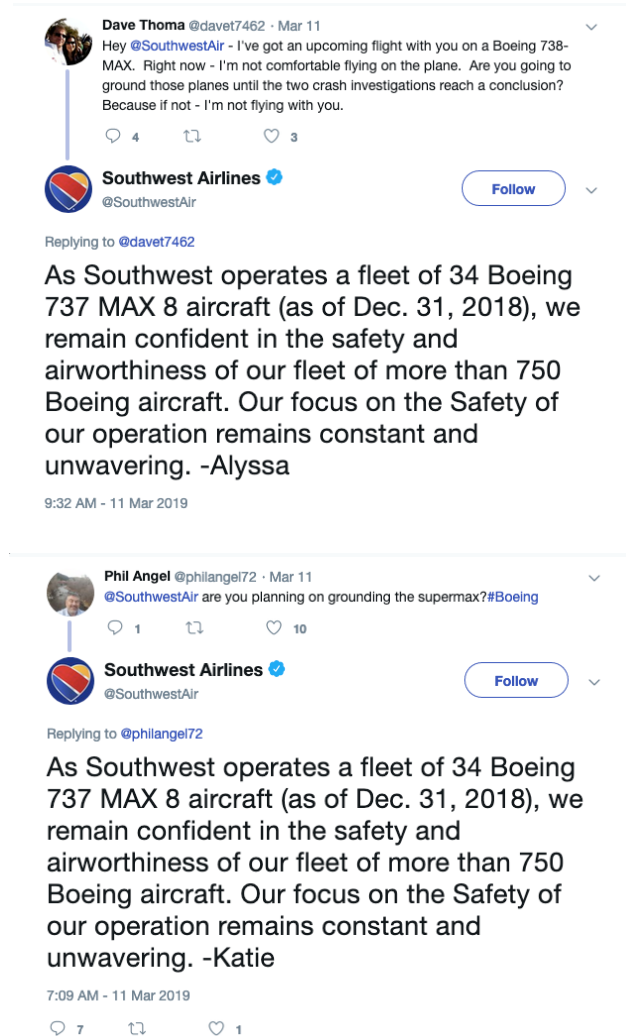 Dave Thoma @davet7462 · Mar 11
Hey @SouthwestAir - I've got an upcoming flight with you on a Boeing 738-
MAX.  Right now - I'm not comfortable flying on the plane.  Are you going to
ground those planes until the two crash investigations reach a conclusion?
Because if not - I'm not flying with you.
4 3
Southwest Airlines
@SouthwestAir
Follow
Replying to @davet7462
As Southwest operates a fleet of 34 Boeing
737 MAX 8 aircraft (as of Dec. 31, 2018), we
remain confident in the safety and
airworthiness of our fleet of more than 750
Boeing aircraft. Our focus on the Safety of
our operation remains constant and
unwavering. -Alyssa
9:32 AM - 11 Mar 2019
Phil Angel @philangel72 · Mar 11
@SouthwestAir are you planning on grounding the supermax?#Boeing
1 10
Southwest Airlines
@SouthwestAir
Follow
Replying to @philangel72
As Southwest operates a fleet of 34 Boeing
737 MAX 8 aircraft (as of Dec. 31, 2018), we
remain confident in the safety and
airworthiness of our fleet of more than 750
Boeing aircraft. Our focus on the Safety of
our operation remains constant and
unwavering. -Katie
7:09 AM - 11 Mar 2019
7 1